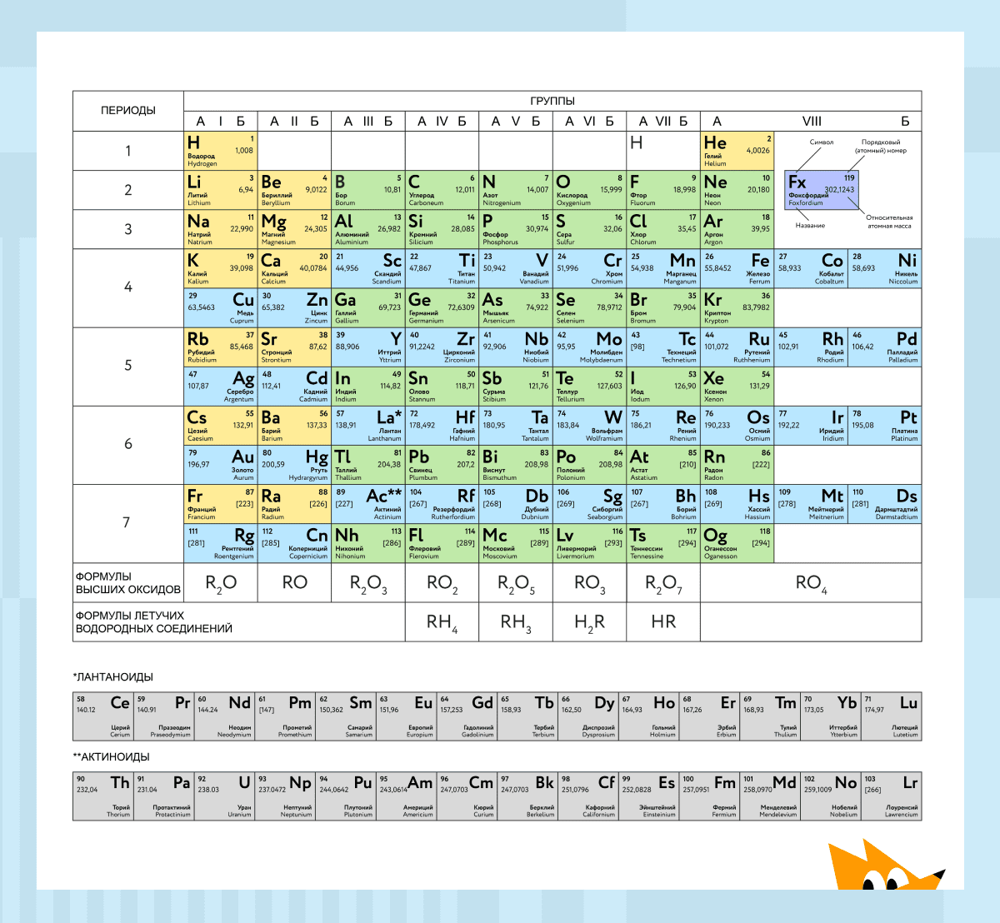 ПЕРИОДЫ
ГРУППЫ
А I Б
А II Б
А III Б
А IV Б
А V Б
А VI Б
А VII Б
А VIII Б
1
H 1
1,008
Водород
Hydrogen
H
He 2
4,0026
Гелий
Helium
Символ
Порядковый
(атомный) номер
2
Li 3
6,94
Литий
Lithium
Be 4
9,0122
Бериллий
Beryllium
B 5
10,81
Бор
Borum
C 6
12,011
Углерод
Carboneum
N 7
14,007
Азот
Nitrogenium
O 8
15,999
Кислород
Oxygenium
F 9
18,998
Фтор
Fluorum
Ne 10
20,180
Неон
Neon
Fx 119
302,1243
Фоксфордий
Foxfordium
3
Na 11
22,990
Натрий
Natrium
Mg 12
24,305
Магний
Magnesium
Al 13
26,982
Алюминий
Aluminium
Si 14
28,085
Кремний
Silicium
P 15
30,974
Фосфор
Phosphorus
S 16
32,06
Сера
Sulfur
Cl 17
35,45
Хлор
Chlorum
Ar 18
39,95
Аргон
Argon
Название
Относительная
атомная масса
4
K 19
39,098
Калий
Kalium
Ca 20
40,0784
Кальций
Calcium
21 Sc
44,956
Скандий
Scandium
22 Ti
47,867
Титан
Titanium
23 V
50,942
Ванадий
Vanadium
24 Cr
51,996
Хром
Chromium
25 Mn
54,938
Марганец
Manganum
26 Fe
55,8452
Железо
Ferrum
27 Co
58,933
Кобальт
Cobaltum
28 Ni
58,693
Никель
Niccolum
29 Cu
63,5463
Медь
Cuprum
30 Zn
65,382
Цинк
Zincum
Ga 31
69,723
Галлий
Gallium
Ge 32
72,6309
Германий
Germanium
As 33
74,922
Мышьяк
Arsenicum
Se 34
78,9712
Селен
Selenium
Br 35
79,904
Бром
Bromum
Kr 36
83,7982
Криптон
Krypton
5
Rb 37
85,468
Рубидий
Rubidium
Sr 38
87,62
Стронций
Strontium
39 Y
88,906
Иттрий
Yttrium
40 Zr
91,2242
Цирконий
Zirconium
41 Nb
92,906
Ниобий
Niobium
42 Mo
95,95
Молибден
Molybdaenum
43 Tc
[98]
Технеций
Technetium
44 Ru
101,072
Рутений
Ruthhenium
45 Rh
102,91
Родий
Rhodium
46 Pd
106,42
Палладий
Palladium
47 Ag
107,87
Серебро
Argentum
48 Cd
112,41
Кадмий
Cadmium
In 49
114,82
Индий
Indium
Sn 50
118,71
Олово
Stannum
Sb 51
121,76
Сурьма
Stibium
Te 52
127,603
Теллур
Tellurium
I 53
126,90
Иод
Iodum
Xe 54
131,29
Ксенон
Xenon
6
Cs 55
132,91
Цезий
Caesium
Ba 56
137,33
Барий
Barium
57 La*
138,91
Лантан
Lanthanum
72 Hf
178,492
Гафний
Hafnium
73 Ta
180,95
Тантал
Tantalum
74 W
183,84
Вольфрам
Wolframium
75 Re
186,21
Рений
Rhenium
76 Os
190,233
Осмий
Osmium
77 Ir
192,22
Иридий
Iridium
78 Pt
195,08
Платина
Platinum
79 Au
196,97
Золото
Aurum
80 Hg
200,59
Ртуть
Hydrargyrum
Tl 81
204,38
Таллий
Thallium
Pb 82
207,2
Свинец
Plumbum
Bi 83
208,98
Висмут
Bismuthum
Po 84
208,98
Полоний
Polonium
At 85
[210]
Астат
Astatium
Rn 86
[222]
Радон
Radon
7
Fr 87
[223]
Франций
Francium
Ra 88
[226]
Радий
Radium
89 Ac**
[227]
Актиний
Actinium
104 Rf
[267]
Резерфордий
Rutherfordium
105 Db
[268]
Дубний
Dubnium
106 Sg
[269]
Сиборгий
Seaborgium
107 Bh
[267]
Борий
Bohrium
108 Hs
[269]
Хассий
Hassium
109 Mt
[278]
Мейтнерий
Meitnerium
110 Ds
[281]
Дармштадтий
Darmstadtium
111 Rg
[281]
Рентгений
Roentgenium
112 Cn
[285]
Коперниций
Copernicium
Nh 113
[286]
Нихоний
Nihonium
Fl 114
[289]
Флеровий
Flerovium
Mc 115
[289]
Московий
Moscovium
Lv 116
[293]
Ливерморий
Livermorium
Ts 117
[294]
Теннессин
Tennessine
Og 118
[294]
Оганессон
Oganesson
ФОРМУЛЫ
ВЫСШИХ ОКСИДОВ
R₂O
RO
R₂O₃
RO₂
R₂O₅
RO₃
R₂O₇
RO₄
ФОРМУЛЫ ЛЕТУЧИХ
ВОДОРОДНЫХ СОЕДИНЕНИЙ
RH₄
RH₃
H₂R
HR
*ЛАНТАНОИДЫ
58 Ce
140.12
Церий
Cerium
59 Pr
140.91
Празеодим
Praseodymium
60 Nd
144.24
Неодим
Neodymium
61 Pm
[147]
Прометий
Promethium
62 Sm
150,362
Самарий
Samarium
63 Eu
151,96
Европий
Europium
64 Gd
157,253
Гадолиний
Gadolinium
65 Tb
158,93
Тербий
Terbium
66 Dy
162,50
Диспрозий
Dysprosium
67 Ho
164,93
Гольмий
Holmium
68 Er
167,26
Эрбий
Erbium
69 Tm
168,93
Тулий
Thulium
70 Yb
173,05
Иттербий
Ytterbium
71 Lu
174,97
Лютеций
Lutetium
**АКТИНОИДЫ
90 Th
232,04
Торий
Thorium
91 Pa
231.04
Протактиний
Protactinium
92 U
238.03
Уран
Uranium
93 Np
237.0472
Нептуний
Neptunium
94 Pu
244,0642
Плутоний
Plutonium
95 Am
243,0614
Америций
Americium
96 Cm
247,0703
Кюрий
Curium
97 Bk
247,0703
Берклий
Berkelium
98 Cf
251,0796
Кафорний
Californium
99 Es
252,0828
Эйнштейний
Einsteinium
100 Fm
257,0951
Фермий
Fermium
101 Md
258,0970
Менделевий
Mendelevium
102 No
259,1009
Нобелий
Nobelium
103 Lr
[266]
Лоуренсий
Lawrencium